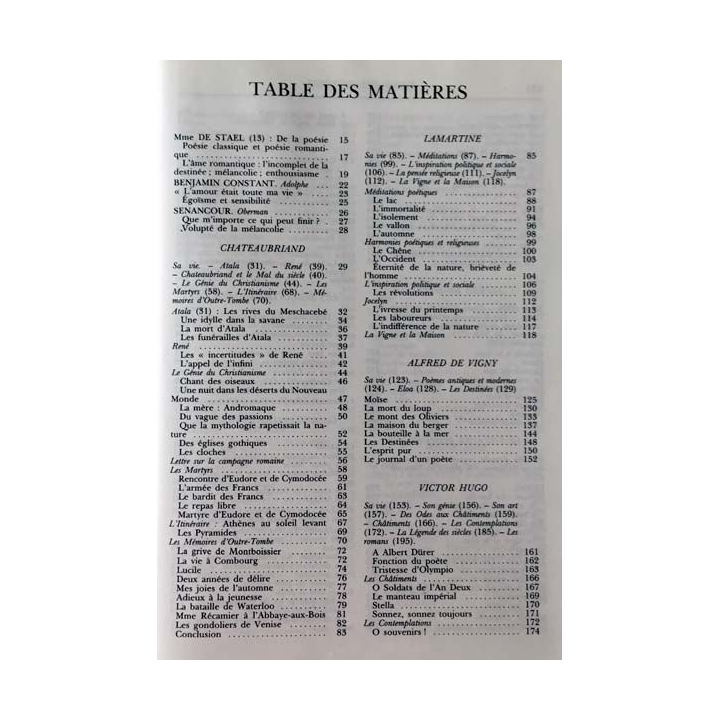 TABLE DES MATIÈRES
Mme DE STAEL (13) : De la poésie 15
Poésie classique et poésie romanti-
que 17
L'âme romantique : l'incomplet de la
destinée ; mélancolie ; enthousiasme 19
BENJAMIN CONSTANT. Adolphe 22
« L'amour était toute ma vie » 23
Égoïsme et sensibilité 25
SENANCOUR. Oberman 26
Que m'importe ce qui peut finir ? 27
Volupté de la mélancolie 28
CHATEAUBRIAND
Sa vie. – Atala (31). – René (39). 29
– Chateaubriand et le Mal du siècle (40).
– Le Génie du Christianisme (44). – Les
Martyrs (58). – L'Itinéraire (68). – Mé-
moires d'Outre-Tombe (70).
Atala (31) : Les rives du Meschacebé 32
Une idylle dans la savane 34
La mort d'Atala 36
Les funérailles d'Atala 37
René 39
Les « incertitudes » de René 41
L'appel de l'infini 42
Le Génie du Christianisme 44
Chant des oiseaux 46
Une nuit dans les déserts du Nouveau
Monde 47
La mère : Andromaque 48
Du vague des passions 50
Que la mythologie rapetissait la na-
ture 52
Des églises gothiques 54
Les cloches 55
Lettre sur la campagne romaine 56
Les Martyrs 58
Rencontre d'Eudore et de Cymodocée 59
L'armée des Francs 61
Le bardit des Francs 63
Le repas libre 64
Martyre d'Eudore et de Cymodocée 65
L'Itinéraire : Athènes au soleil levant 67
Les Pyramides 69
Les Mémoires d'Outre-Tombe 70
La grive de Montboissier 72
La vie à Combourg 72
Lucile 74
Deux années de délire 76
Mes joies de l'automne 77
Adieux à la jeunesse 78
La bataille de Waterloo 79
Mme Récamier à l'Abbaye-aux-Bois 81
Les gondoliers de Venise 82
Conclusion 83
LAMARTINE
Sa vie (85). – Méditations (87). – Harmo- 85
nies (99). – L'inspiration politique et sociale
(106). – La pensée religieuse (111). – Jocelyn
(112). – La Vigne et la Maison (118).
Méditations poétiques 87
Le lac 88
L'immortalité 91
L'isolement 94
Le vallon 96
L'automne 98
Harmonies poétiques et religieuses 99
Le Chêne 100
L'Occident 103
Éternité de la nature, brièveté de
l'homme 104
L'inspiration politique et sociale 106
Les révolutions 109
Jocelyn 112
L'ivresse du printemps 113
Les laboureurs 114
L'indifférence de la nature 117
La Vigne et la Maison 118
ALFRED DE VIGNY
Sa vie (123). – Poèmes antiques et modernes
(124). – Eloa (128). – Les Destinées (129)
Moïse 125
La mort du loup 130
Le mont des Oliviers 133
La maison du berger 137
La bouteille à la mer 144
Les Destinées 148
L'esprit pur 150
Le journal d'un poète 152
VICTOR HUGO
Sa vie (153). – Son génie (156). – Son art
(157). – Des Odes aux Châtiments (159).
– Châtiments (166). – Les Contemplations
(172). – La Légende des siècles (185). – Les
romans (195).
A Albert Dürer 161
Fonction du poète 162
Tristesse d'Olympio 163
Les Châtiments 166
O Soldats de l'An Deux 167
Le manteau impérial 169
Stella 170
Sonnez, sonnez toujours 171
Les Contemplations 172
O souvenirs ! 174